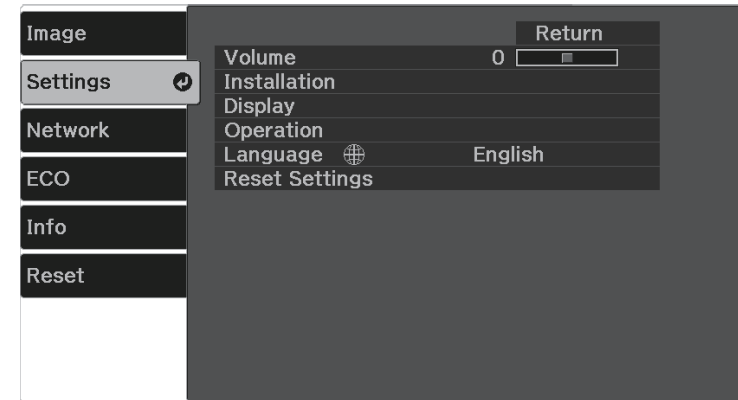 Image
Settings
Network
ECO
Info
Reset
Return
Volume 0
Installation
Display
Operation
Language English
Reset Settings